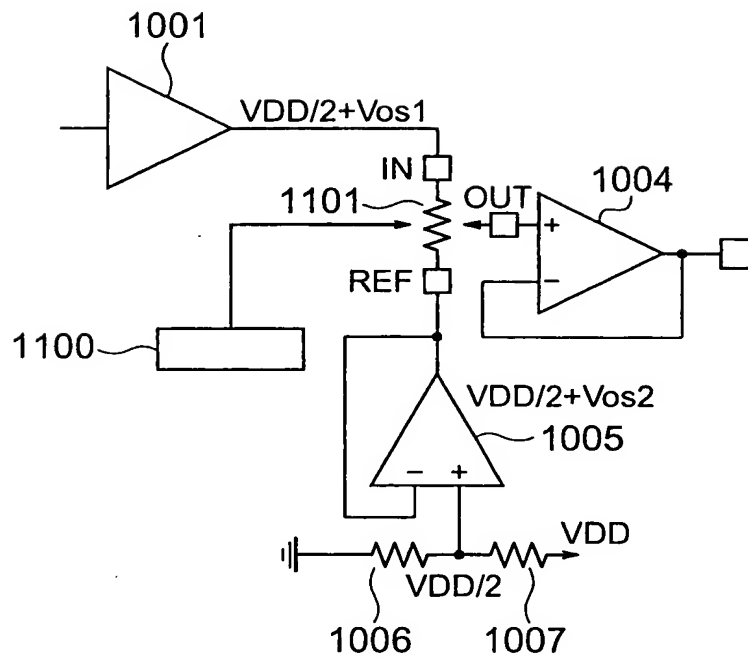 1001
VDD/2+Vos1
IN
1101
OUT
1004
+
−
REF
1100
VDD/2+Vos2
1005
− +
VDD
VDD/2
1006
1007